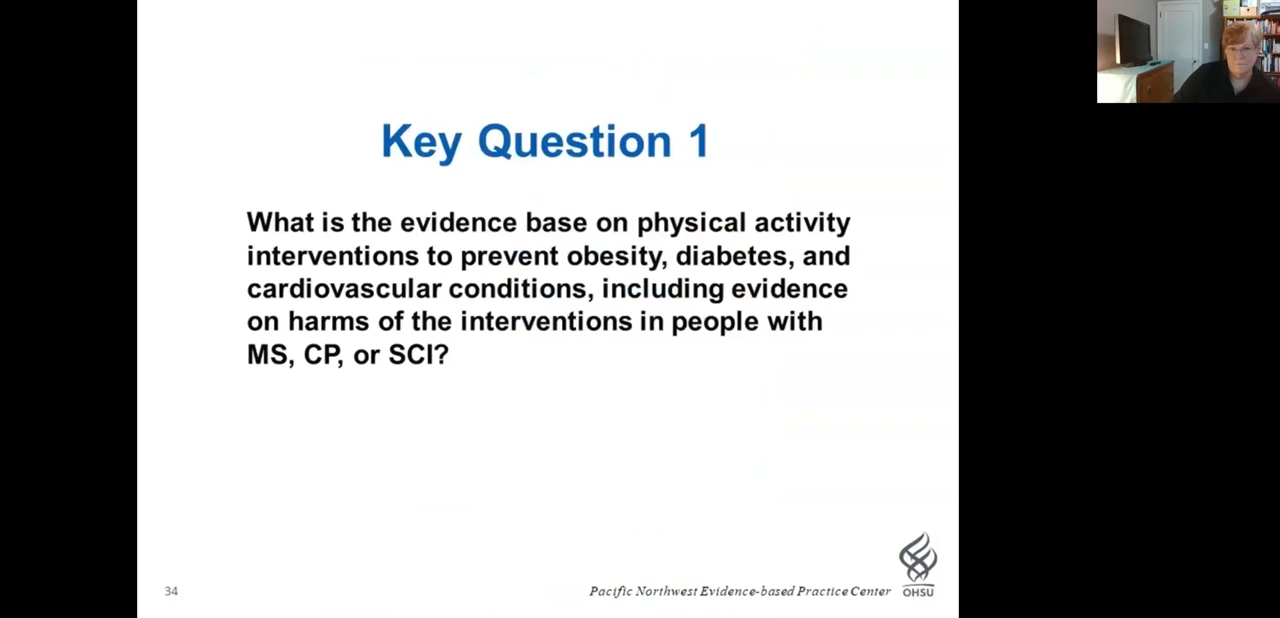 Key Question 1
What is the evidence base on physical activity
interventions to prevent obesity, diabetes, and
cardiovascular conditions, including evidence
on harms of the interventions in people with
MS, CP, or SCI?
34
Pacific Northwest Evidence-based Practice Center
OHSU